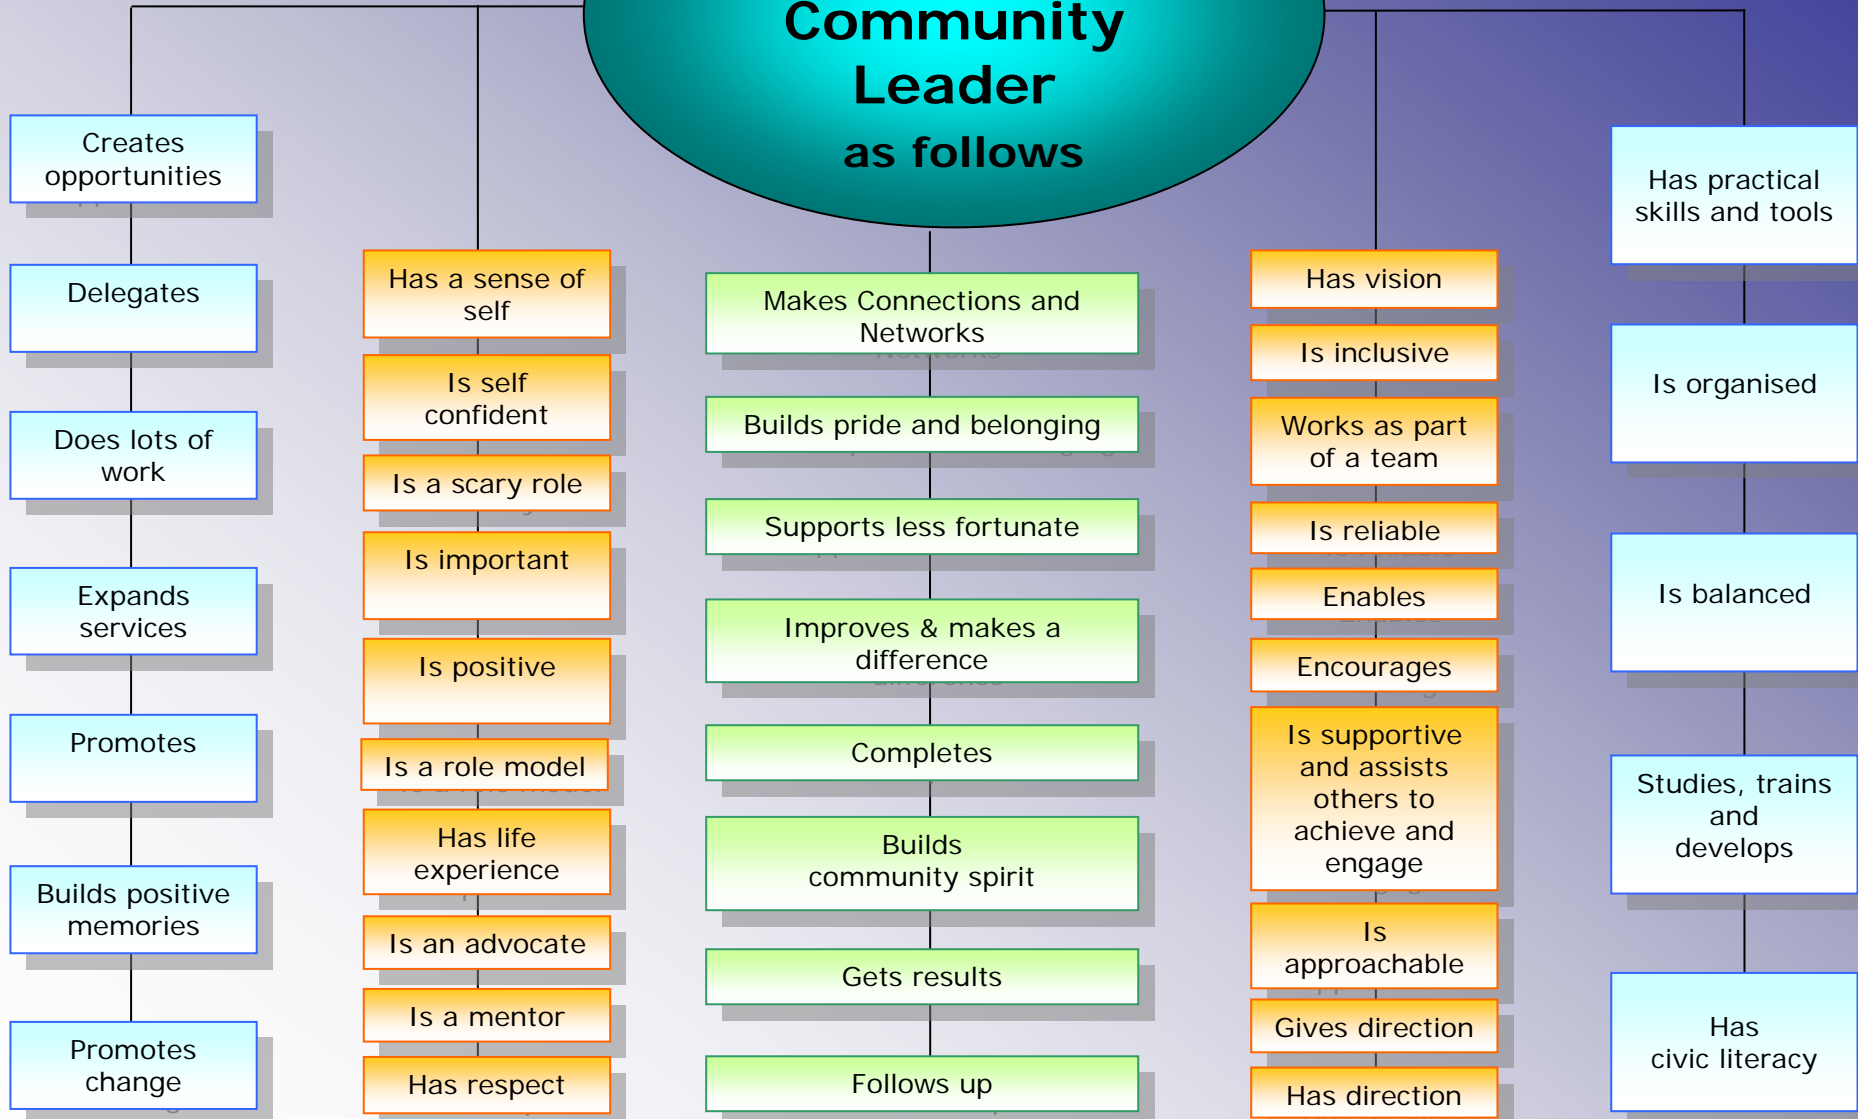 Community
Leader
as follows
Creates
opportunities
Delegates
Does lots of
work
Expands
services
Promotes
Builds positive
memories
Promotes
change
Has a sense of
self
Is self
confident
Is a scary role
Is important
Is positive
Is a role model
Has life
experience
Is an advocate
Is a mentor
Has respect
Makes Connections and
Networks
Builds pride and belonging
Supports less fortunate
Improves & makes a
difference
Completes
Builds
community spirit
Gets results
Follows up
Has vision
Is inclusive
Works as part
of a team
Is reliable
Enables
Encourages
Is supportive
and assists
others to
achieve and
engage
Is
approachable
Gives direction
Has direction
Has practical
skills and tools
Is organised
Is balanced
Studies, trains
and
develops
Has
civic literacy